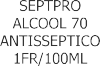 SEPTPRO
ALCOOL 70
ANTISSEPTICO
1FR/100ML